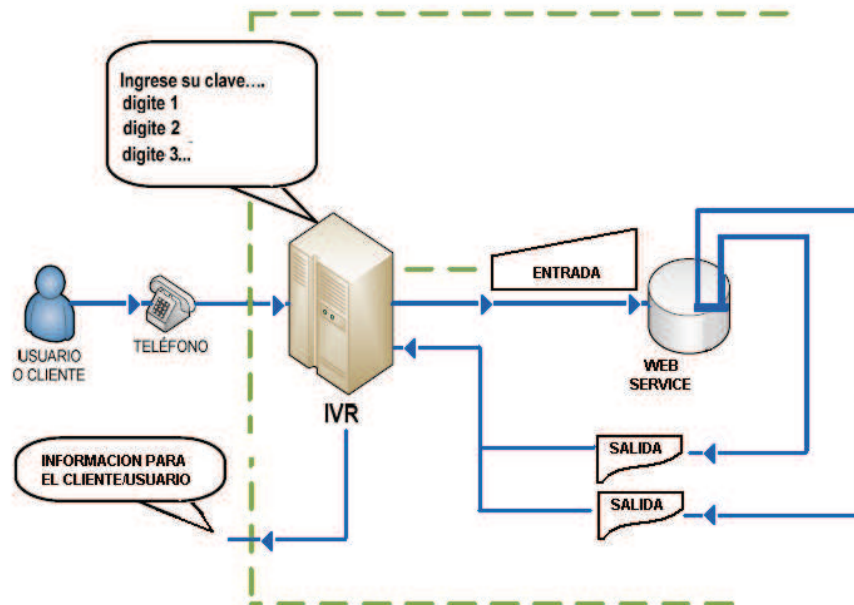 Ingrese su clave....
digite 1
digite 2
digite 3...
ENTRADA
USUARIO
O CLIENTE
TELÉFONO
IVR
WEB
SERVICE
INFORMACION PARA
EL CLIENTE/USUARIO
SALIDA
SALIDA